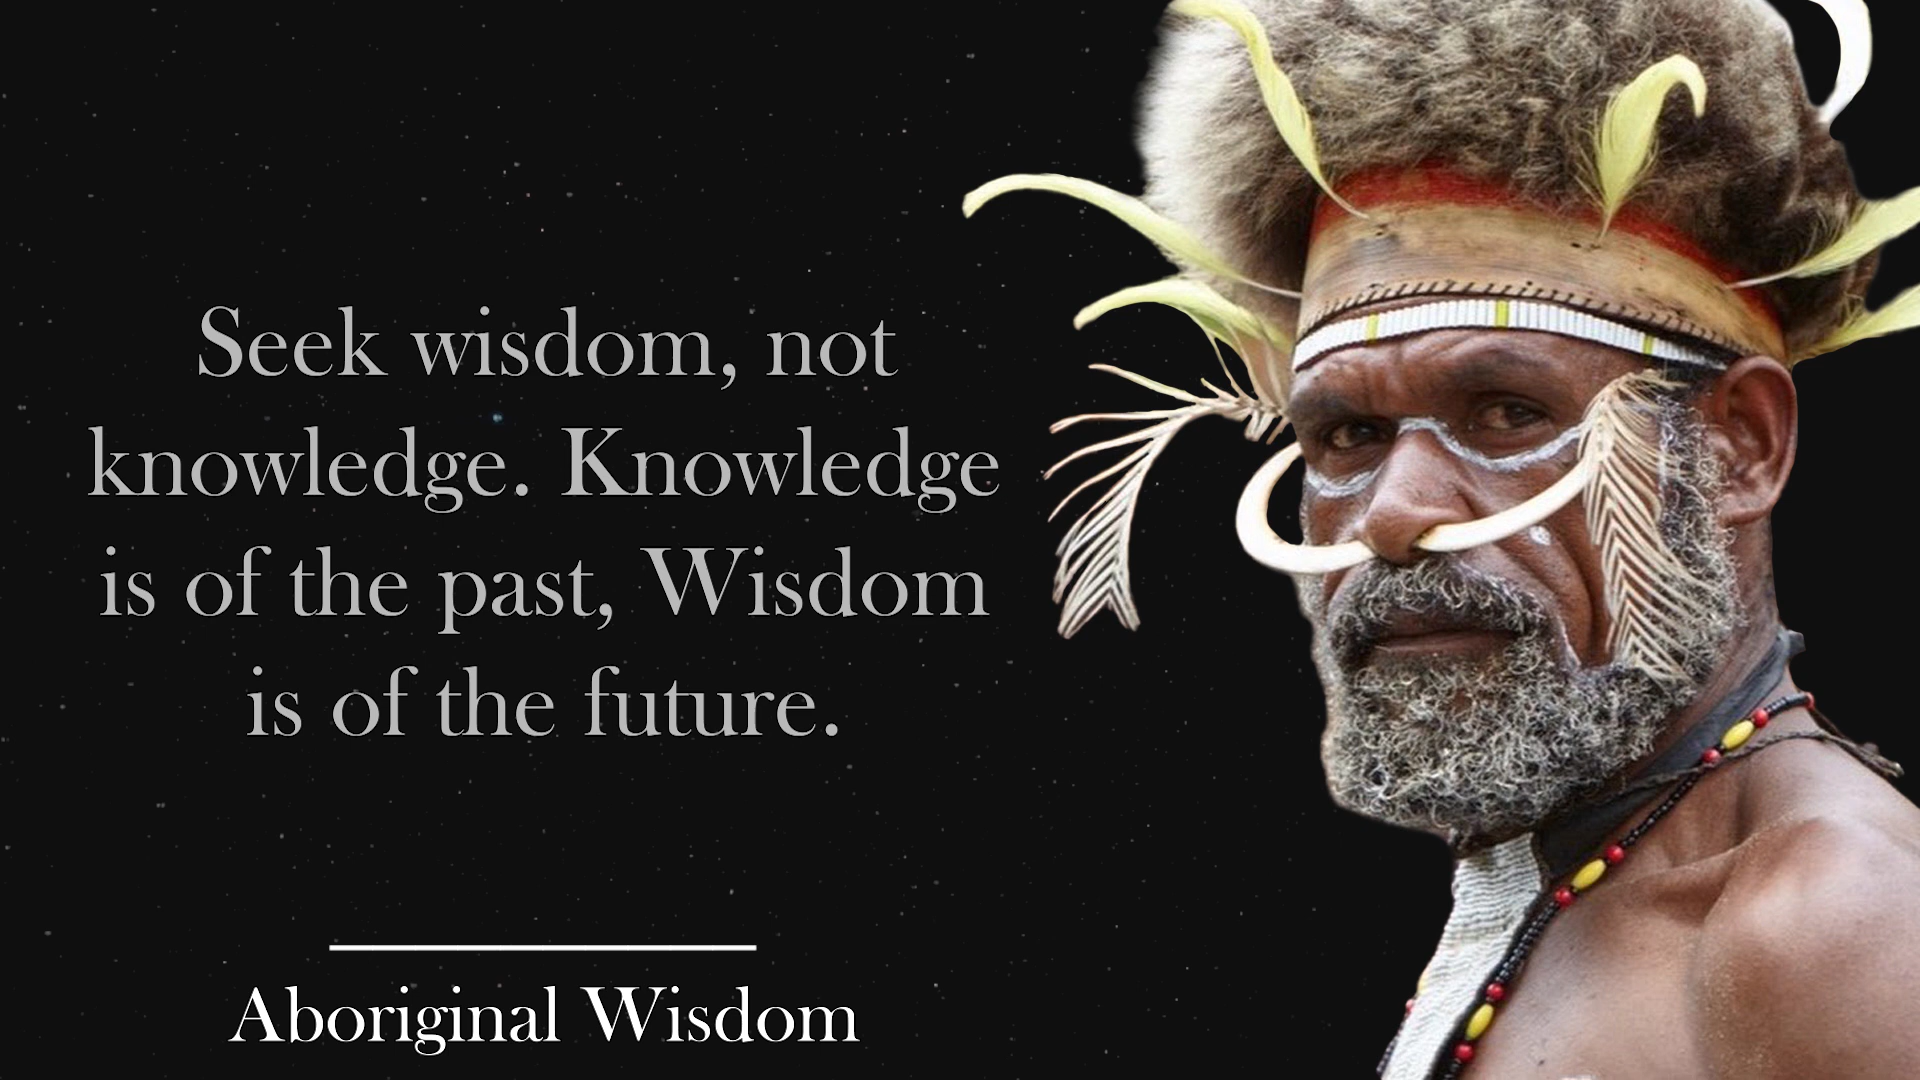 Seek wisdom, not
knowledge. Knowledge
is of the past, Wisdom
is of the future.
Aboriginal Wisdom